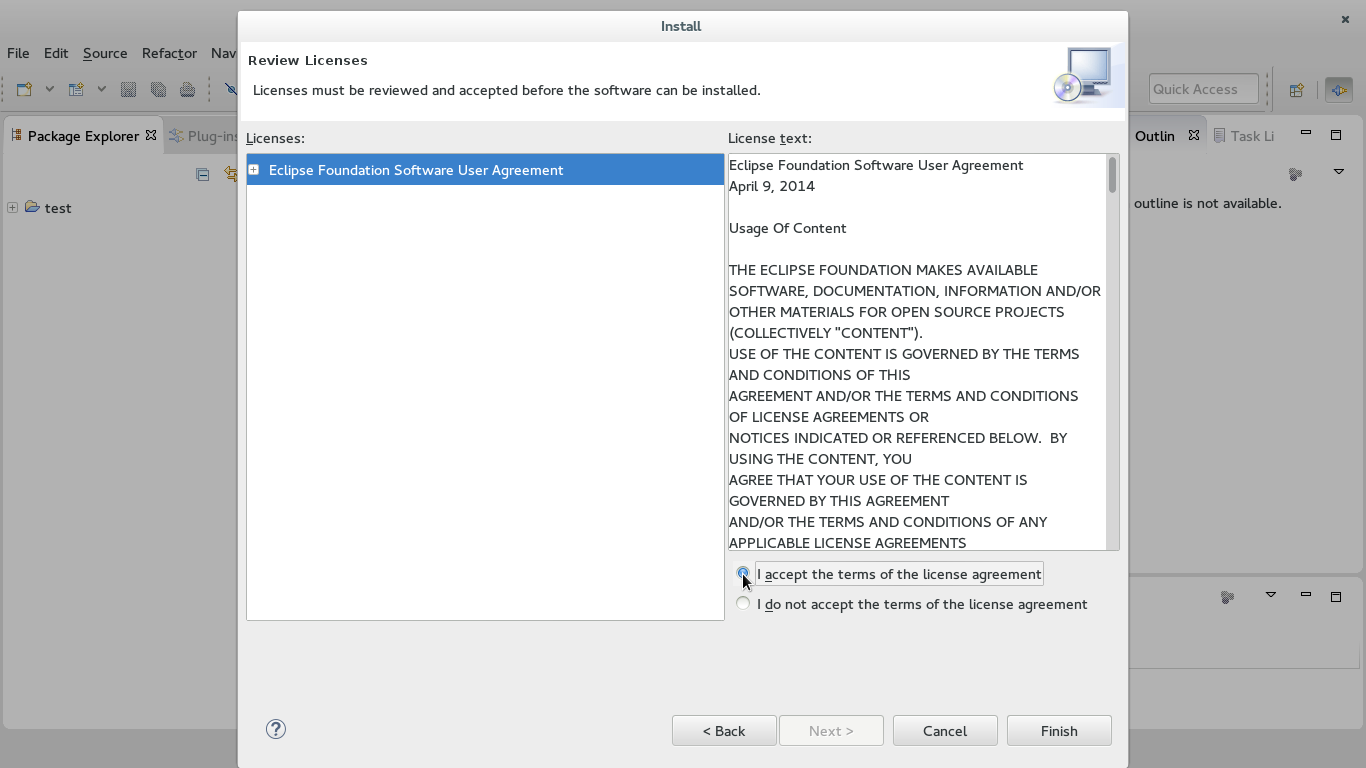 Install
File Edit Source Refactor Nav
Review Licenses
Licenses must be reviewed and accepted before the software can be installed.
Quick Access
Package Explorer Plug-ins
Outlin Task Li
Licenses:
License text:
Eclipse Foundation Software User Agreement
test
outline is not available.
Eclipse Foundation Software User Agreement
April 9, 2014
Usage Of Content
THE ECLIPSE FOUNDATION MAKES AVAILABLE
SOFTWARE, DOCUMENTATION, INFORMATION AND/OR
OTHER MATERIALS FOR OPEN SOURCE PROJECTS
(COLLECTIVELY "CONTENT").
USE OF THE CONTENT IS GOVERNED BY THE TERMS
AND CONDITIONS OF THIS
AGREEMENT AND/OR THE TERMS AND CONDITIONS
OF LICENSE AGREEMENTS OR
NOTICES INDICATED OR REFERENCED BELOW.  BY
USING THE CONTENT, YOU
AGREE THAT YOUR USE OF THE CONTENT IS
GOVERNED BY THIS AGREEMENT
AND/OR THE TERMS AND CONDITIONS OF ANY
APPLICABLE LICENSE AGREEMENTS
I accept the terms of the license agreement
I do not accept the terms of the license agreement
?
< Back
Next >
Cancel
Finish